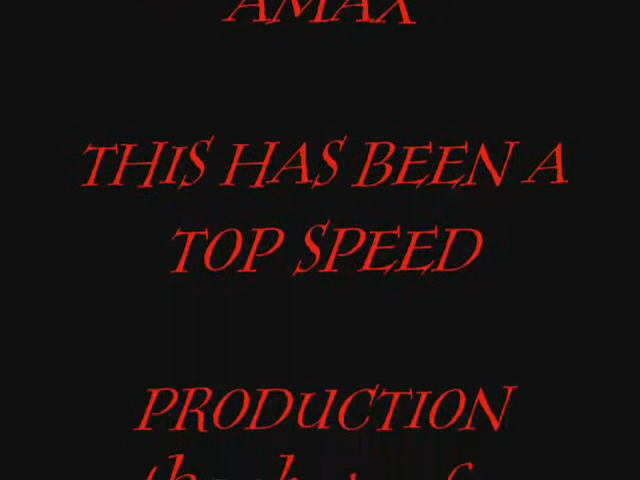 AMAX
THIS HAS BEEN A
TOP SPEED
PRODUCTION